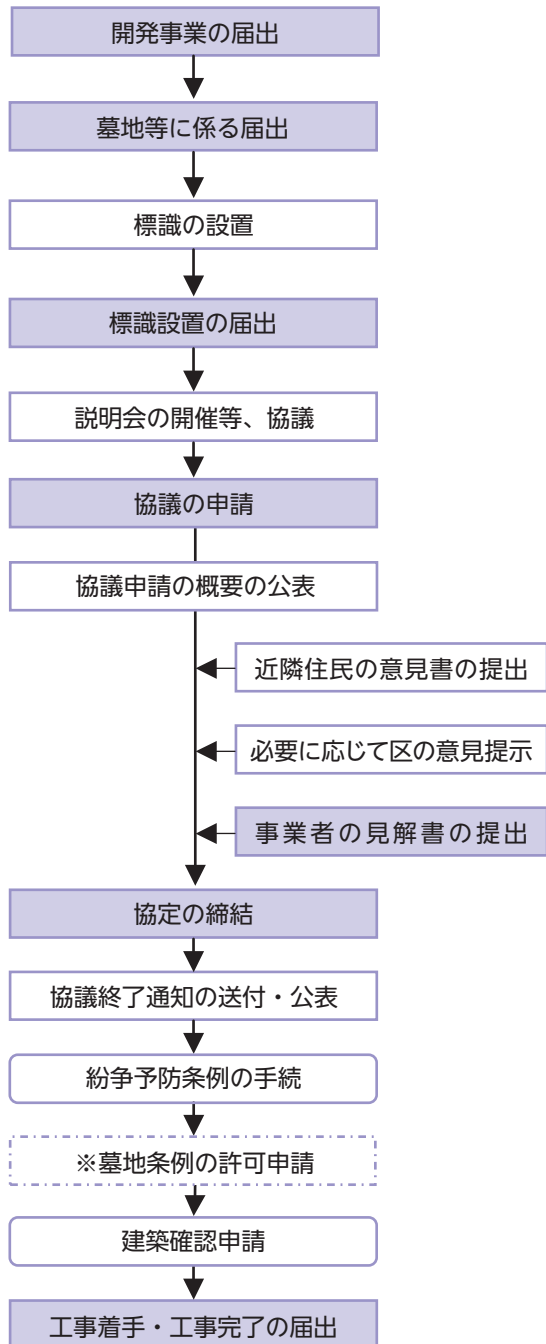 開発事業の届出
墓地等に係る届出
標識の設置
標識設置の届出
説明会の開催等、協議
協議の申請
協議申請の概要の公表
近隣住民の意見書の提出
必要に応じて区の意見提示
事業者の見解書の提出
協定の締結
協議終了通知の送付・公表
紛争予防条例の手続
※墓地条例の許可申請
建築確認申請
工事着手・工事完了の届出